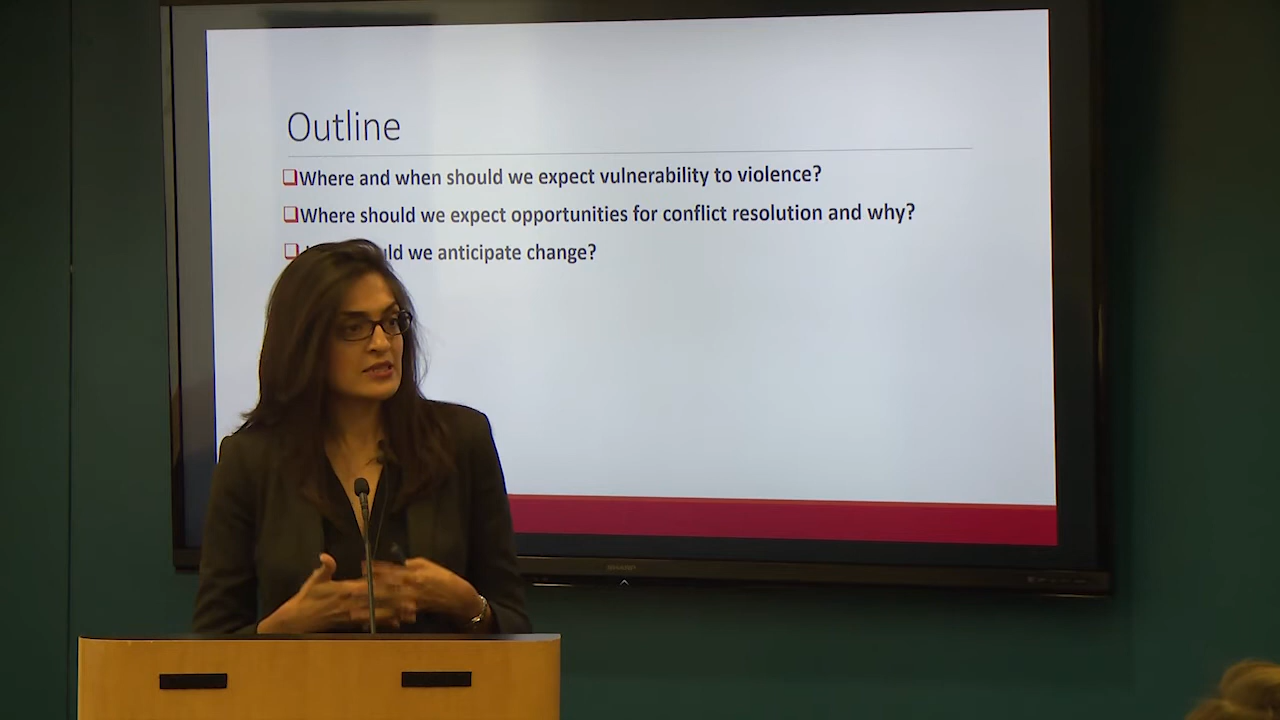 Outline
Where and when should we expect vulnerability to violence?
Where should we expect opportunities for conflict resolution and why?
we anticipate change?
SHARP